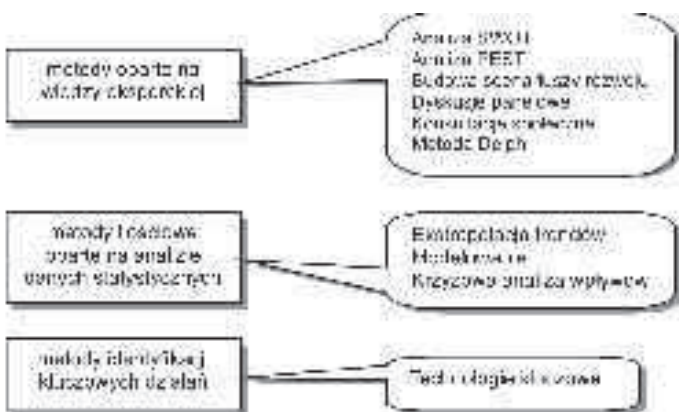 metody oparte na
wiedzy eksperckiej
Analiza SWOT
Analiza PEST
Budowa scenariuszy rozwoju
Dyskusje panelowe
Konsultacje społeczne
Metoda Delphi
metody ilościowe
oparte na analizie
danych statystycznych
Ekstrapolacja trendów
Modelowanie
Krzyżowa analiza wpływów
metody identyfikacji
kluczowych działań
Technologie kluczowe